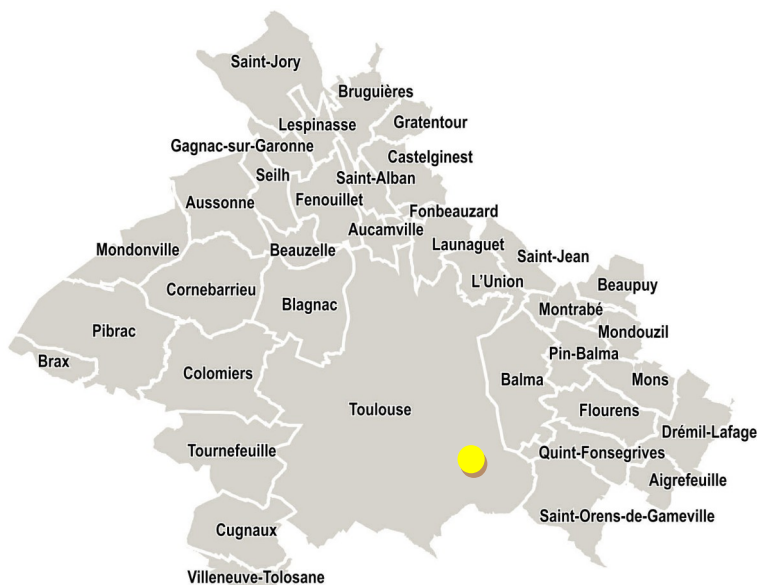 Saint-Jory
Bruguières
Lespinasse
Gratentour
Gagnac-sur-Garonne
Castelginest
Seilh
Saint-Alban
Aussonne
Fenouillet
Fonbeauzard
Aucamville
Launaguet
Mondonville
Beauzelle
Saint-Jean
L'Union
Beaupuy
Cornebarrieu
Blagnac
Montrabé
Pibrac
Mondouzil
Pin-Balma
Brax
Colomiers
Balma
Mons
Toulouse
Flourens
Drémil-Lafage
Tournefeuille
Quint-Fonsegrives
Aigrefeuille
Saint-Orens-de-Gameville
Cugnaux
Villeneuve-Tolosane